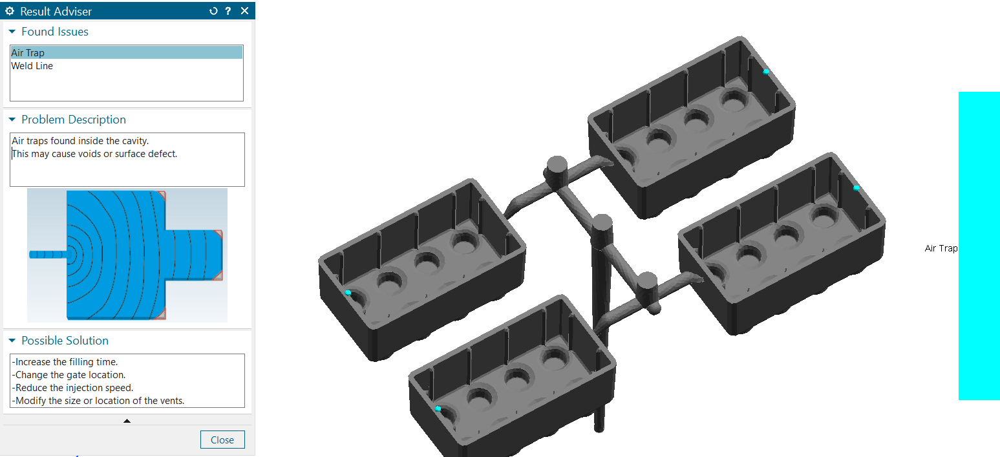 Result Adviser
Found Issues
Air Trap
Weld Line
Problem Description
Air traps found inside the cavity.
This may cause voids or surface defect.
Possible Solution
-Increase the filling time.
-Change the gate location.
-Reduce the injection speed.
-Modify the size or location of the vents.
Close
Air Trap